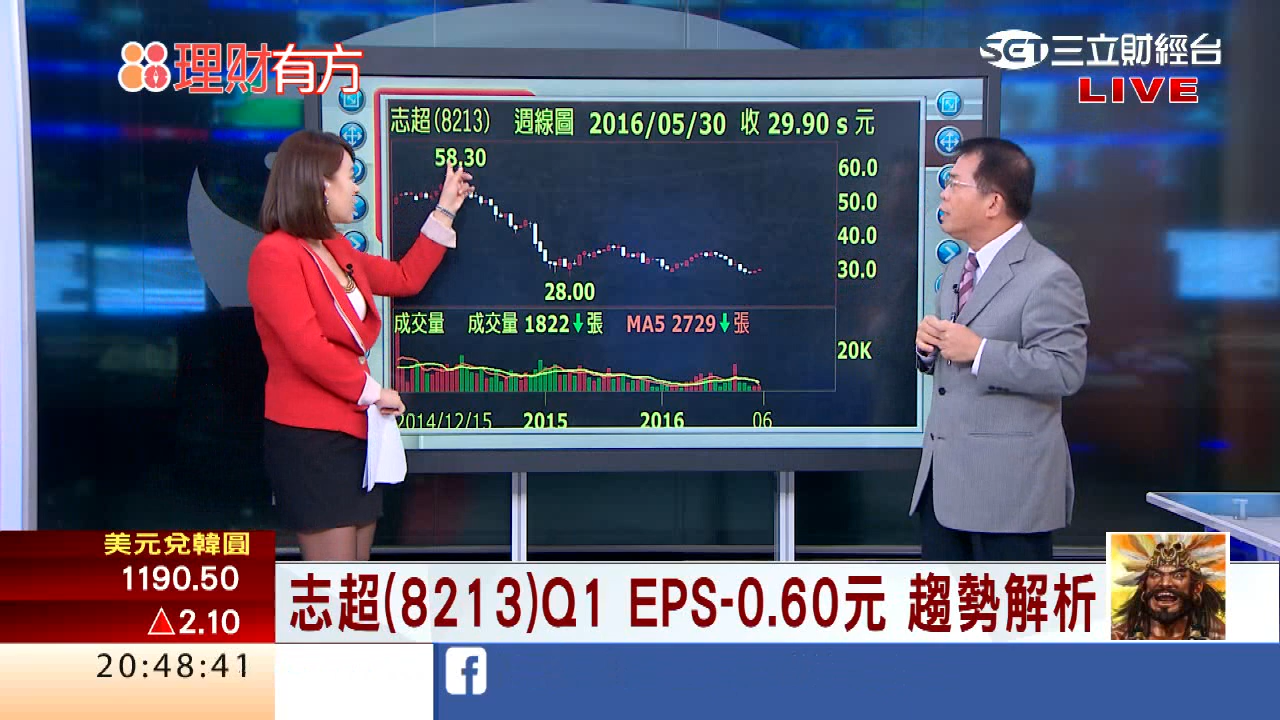 理財有方
SET三立財經台
LIVE
志超(8213) 週線圖 2016/05/30 收 29.90 s 元
58.30
60.0
50.0
40.0
30.0
28.00
成交量 成交量 1822↓張 MA5 2729↓張
20K
2014/12/15 2015 2016 06
美元兌韓圓
1190.50
△2.10
志超(8213)Q1 EPS-0.60元 趨勢解析
20:48:41
f